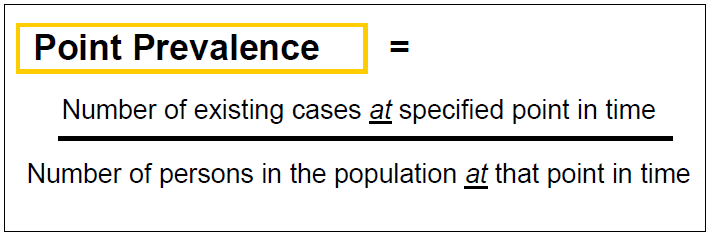 Point Prevalence =
Number of existing cases at specified point in time
Number of persons in the population at that point in time